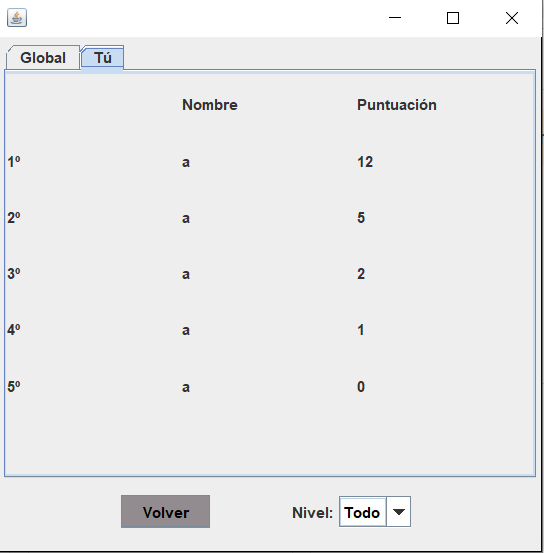 Global Tú
Nombre Puntuación
1º a 12
2º a 5
3º a 2
4º a 1
5º a 0
Volver Nivel: Todo